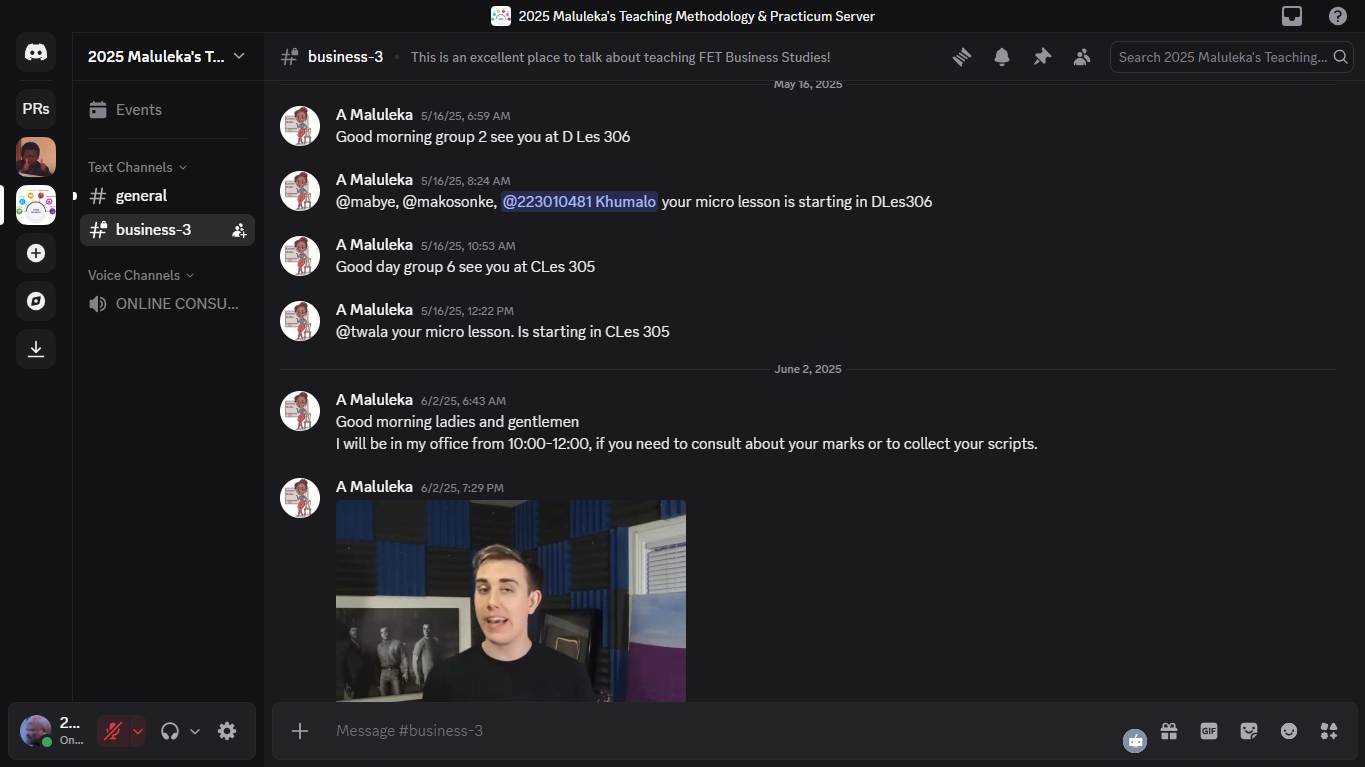 2025 Maluleka's Teaching Methodology & Practicum Server
2025 Maluleka's T...
business-3
This is an excellent place to talk about teaching FET Business Studies!
Search 2025 Maluleka's Teaching...
PRs
Events
Text Channels
general
business-3
Voice Channels
ONLINE CONSU...
May 16, 2025
A Maluleka 5/16/25, 6:59 AM
Good morning group 2 see you at D Les 306
A Maluleka 5/16/25, 8:24 AM
@mabye, @makosonke, @223010481 Khumalo your micro lesson is starting in DLes306
A Maluleka 5/16/25, 10:53 AM
Good day group 6 see you at CLes 305
A Maluleka 5/16/25, 12:22 PM
@twala your micro lesson. Is starting in CLes 305
June 2, 2025
A Maluleka 6/2/25, 6:43 AM
Good morning ladies and gentlemen
I will be in my office from 10:00-12:00, if you need to consult about your marks or to collect your scripts.
A Maluleka 6/2/25, 7:29 PM
2...
On...
Message #business-3
GIF